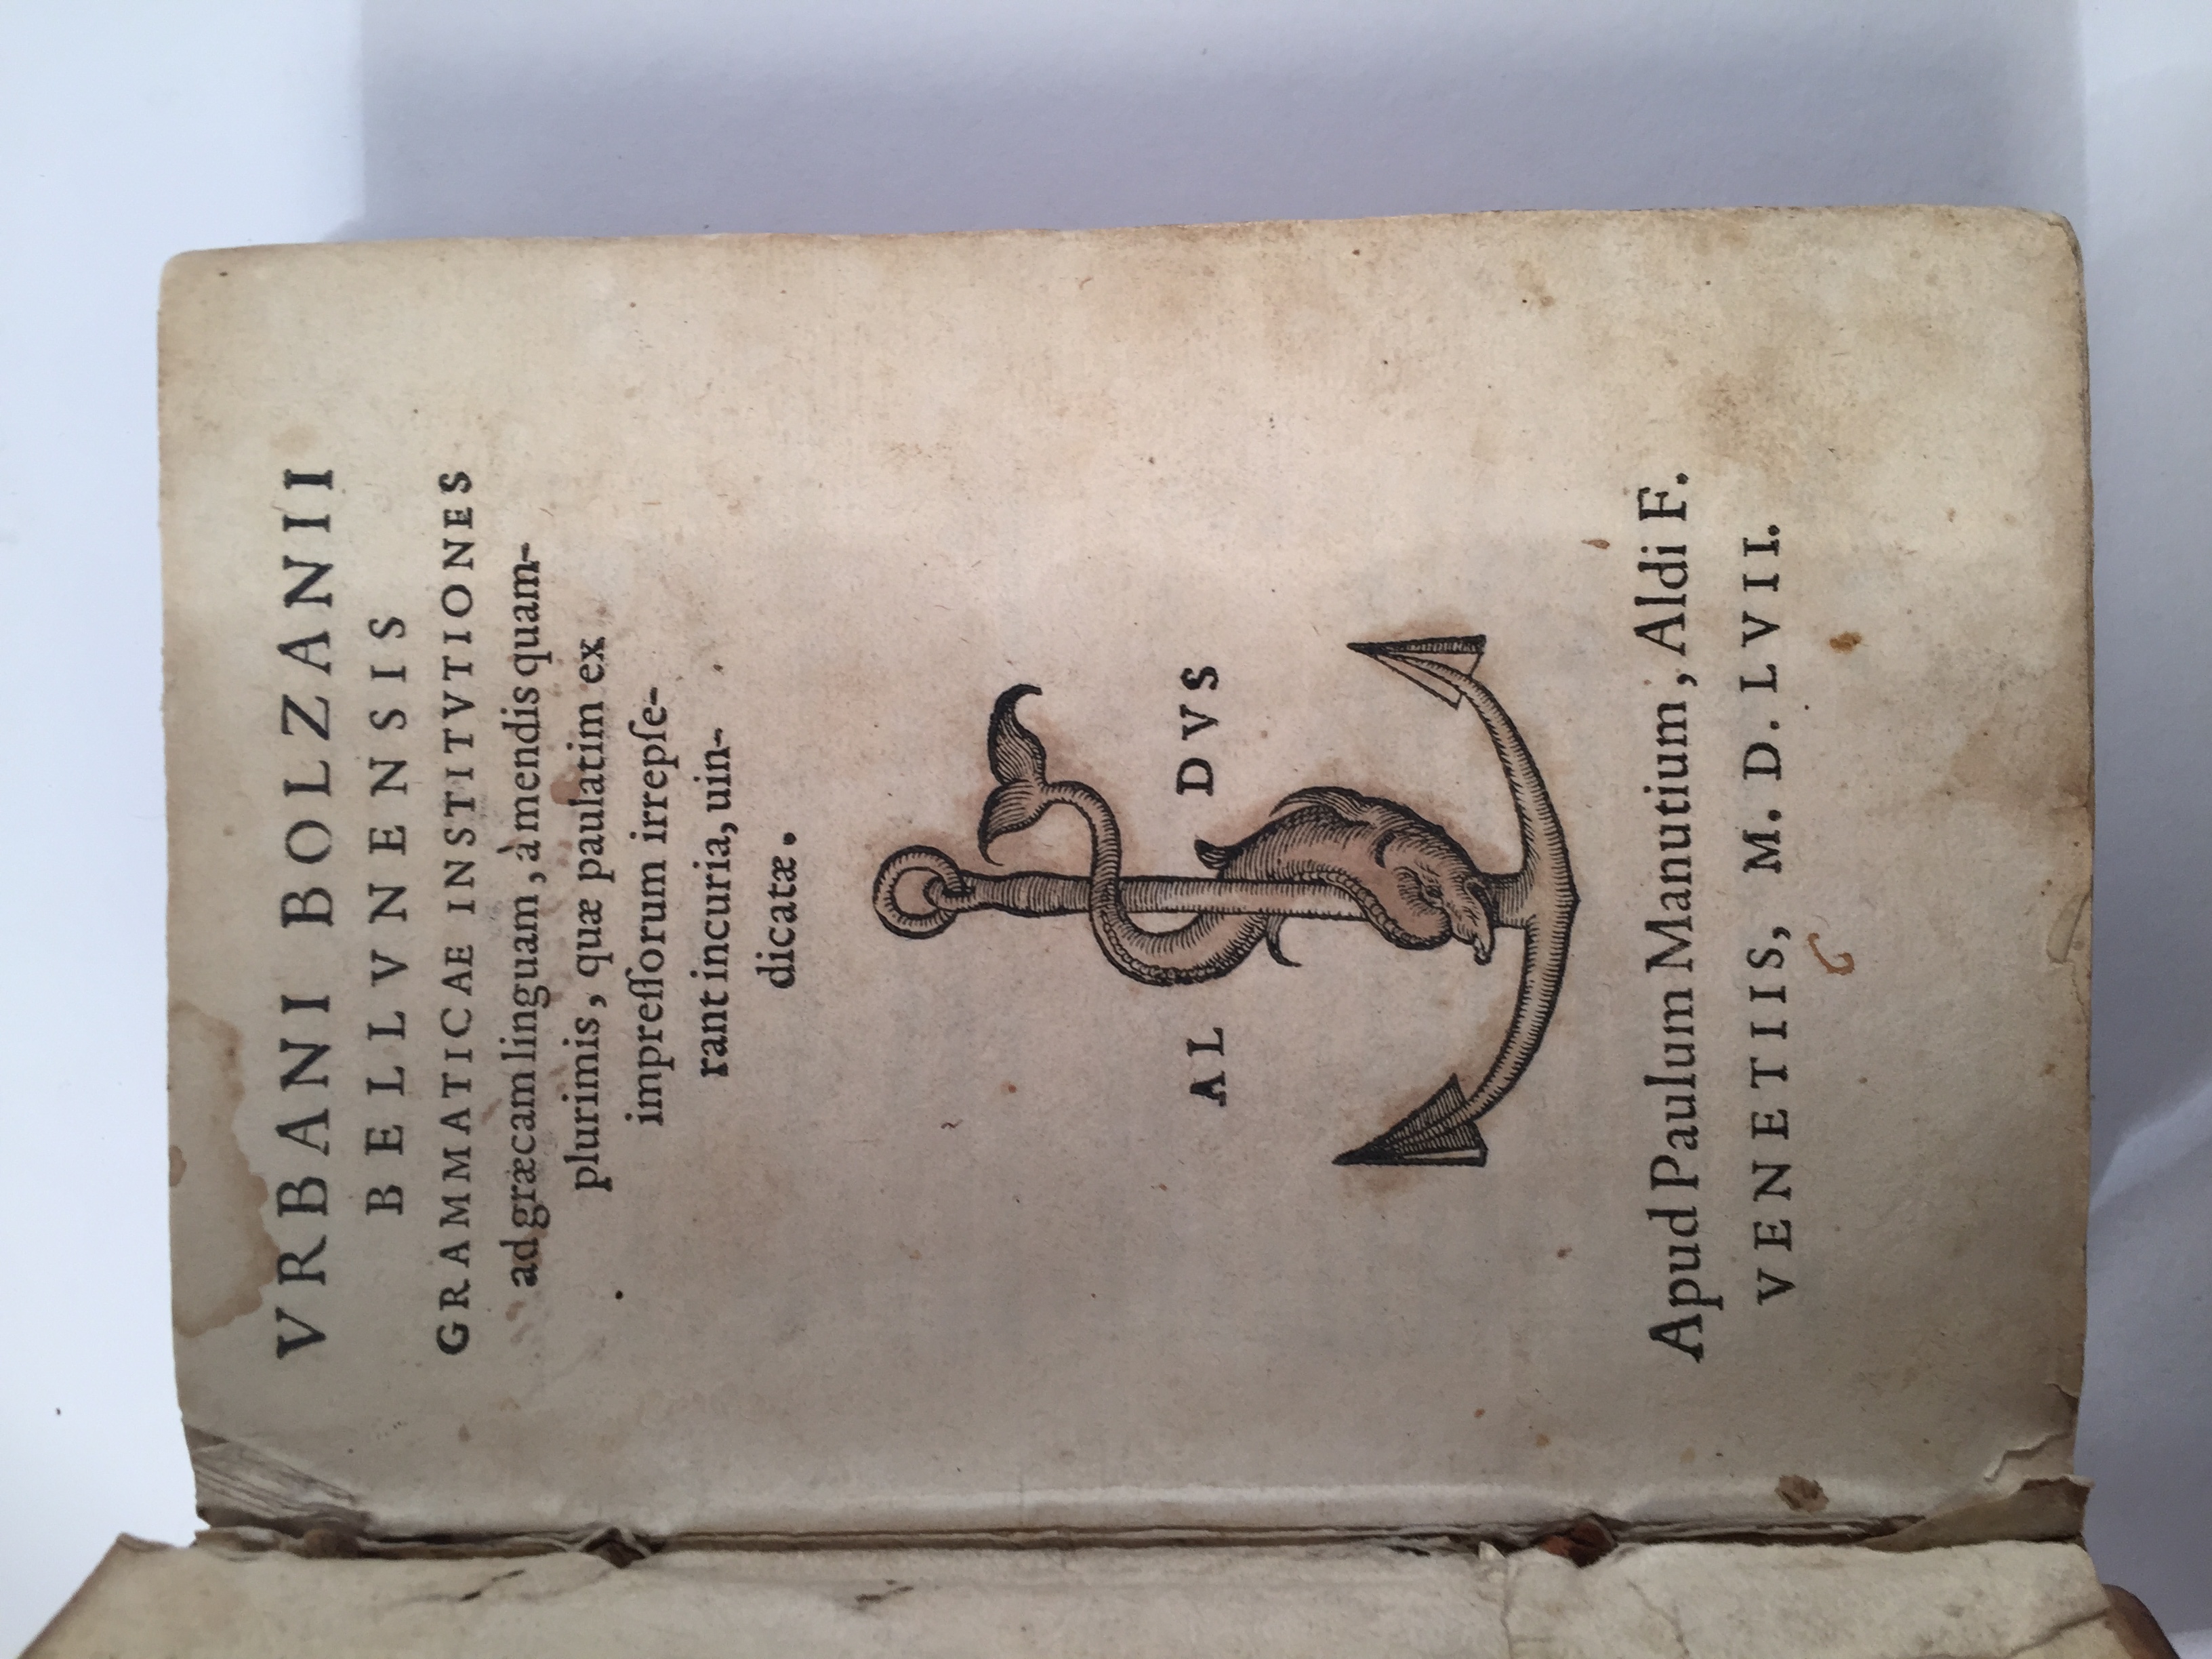 VRBANI BOLZANII
BELLVNENSIS
GRAMMATICAE INSTITVTIONES
ad græcam linguam, à mendis quam-
plurimis, quæ paulatim ex
impreſſorum irrepſe-
rant incuria, uin-
dicatæ.
AL DVS
Apud Paulum Manutium, Aldi F.
VENETIIS, M. D. LVII.